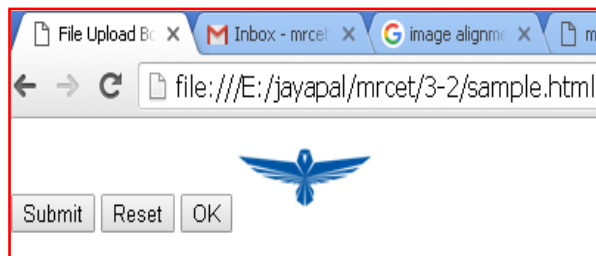 File Upload Bo Inbox - mrcet image alignme m
file:///E:/jayapal/mrcet/3-2/sample.html
Submit Reset OK